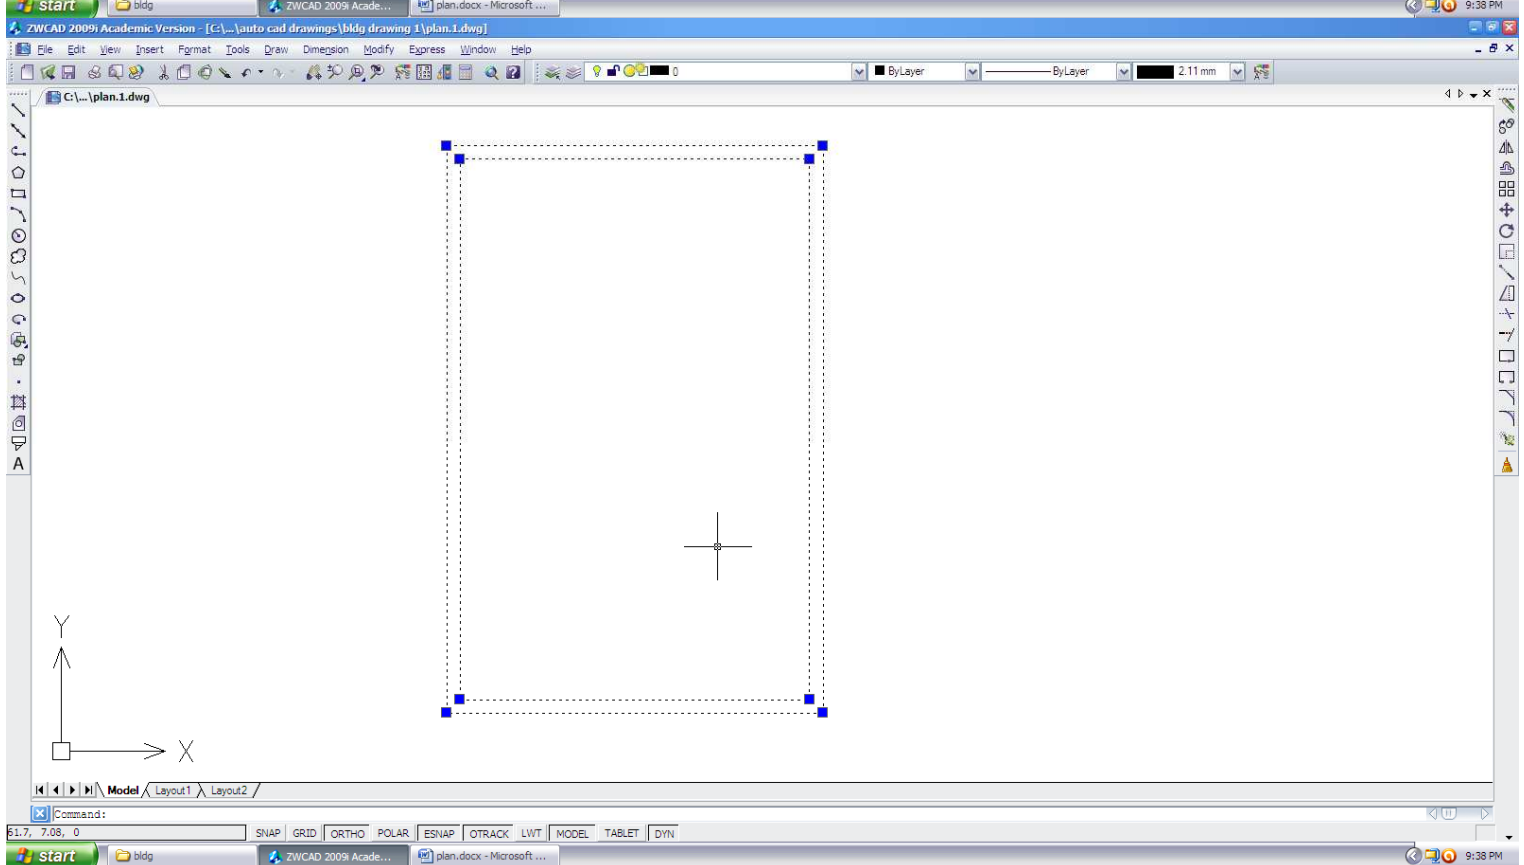 start bldg ZWCAD 2009i Acade... plan.docx - Microsoft ... 9:38 PM
ZWCAD 2009i Academic Version - [C:\...\auto cad drawings\bldg drawing 1\plan.1.dwg]
File Edit View Insert Format Tools Draw Dimension Modify Express Window Help
0 ByLayer ByLayer 2.11 mm
C:\...\plan.1.dwg
A
Y
X
Model Layout1 Layout2
Command:
61.7, 7.08, 0 SNAP GRID ORTHO POLAR ESNAP OTRACK LWT MODEL TABLET DYN
start bldg ZWCAD 2009i Acade... plan.docx - Microsoft ... 9:38 PM